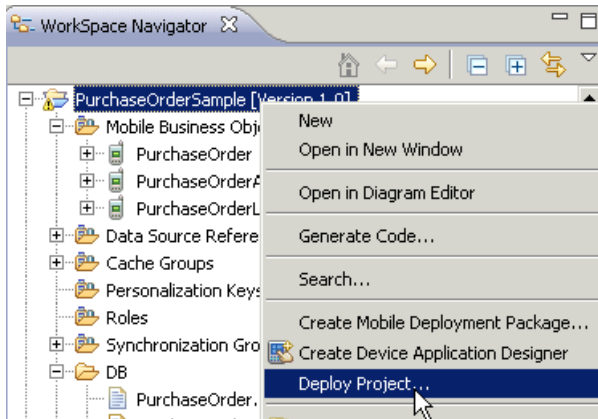 WorkSpace Navigator
PurchaseOrderSample [Version 1.0]
Mobile Business Obj
PurchaseOrder
PurchaseOrderA
PurchaseOrderL
Data Source Refere
Cache Groups
Personalization Keys
Roles
Synchronization Gro
DB
PurchaseOrder.
New
Open in New Window
Open in Diagram Editor
Generate Code...
Search...
Create Mobile Deployment Package...
Create Device Application Designer
Deploy Project...